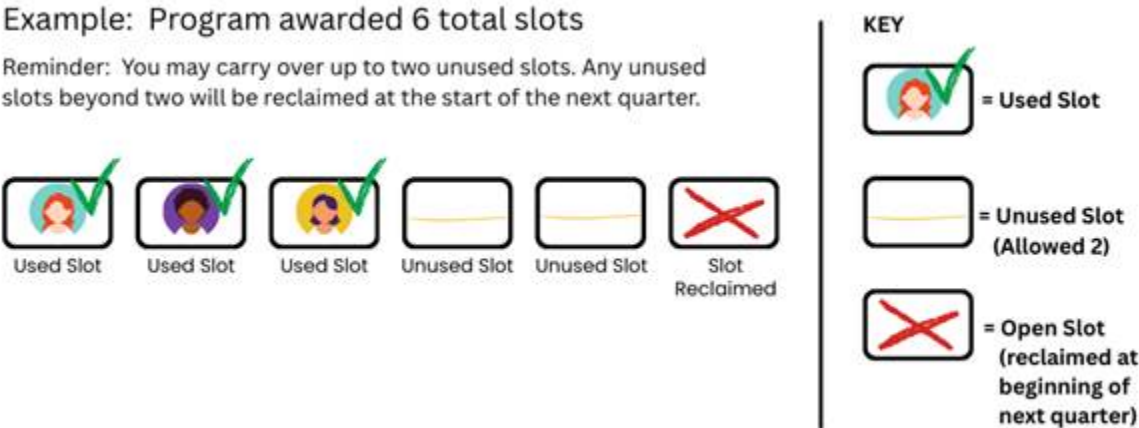 Example: Program awarded 6 total slots
Reminder: You may carry over up to two unused slots. Any unused
slots beyond two will be reclaimed at the start of the next quarter.
Used Slot
Used Slot
Used Slot
Unused Slot
Unused Slot
Slot
Reclaimed
KEY
= Used Slot
= Unused Slot
(Allowed 2)
= Open Slot
(reclaimed at
beginning of
next quarter)